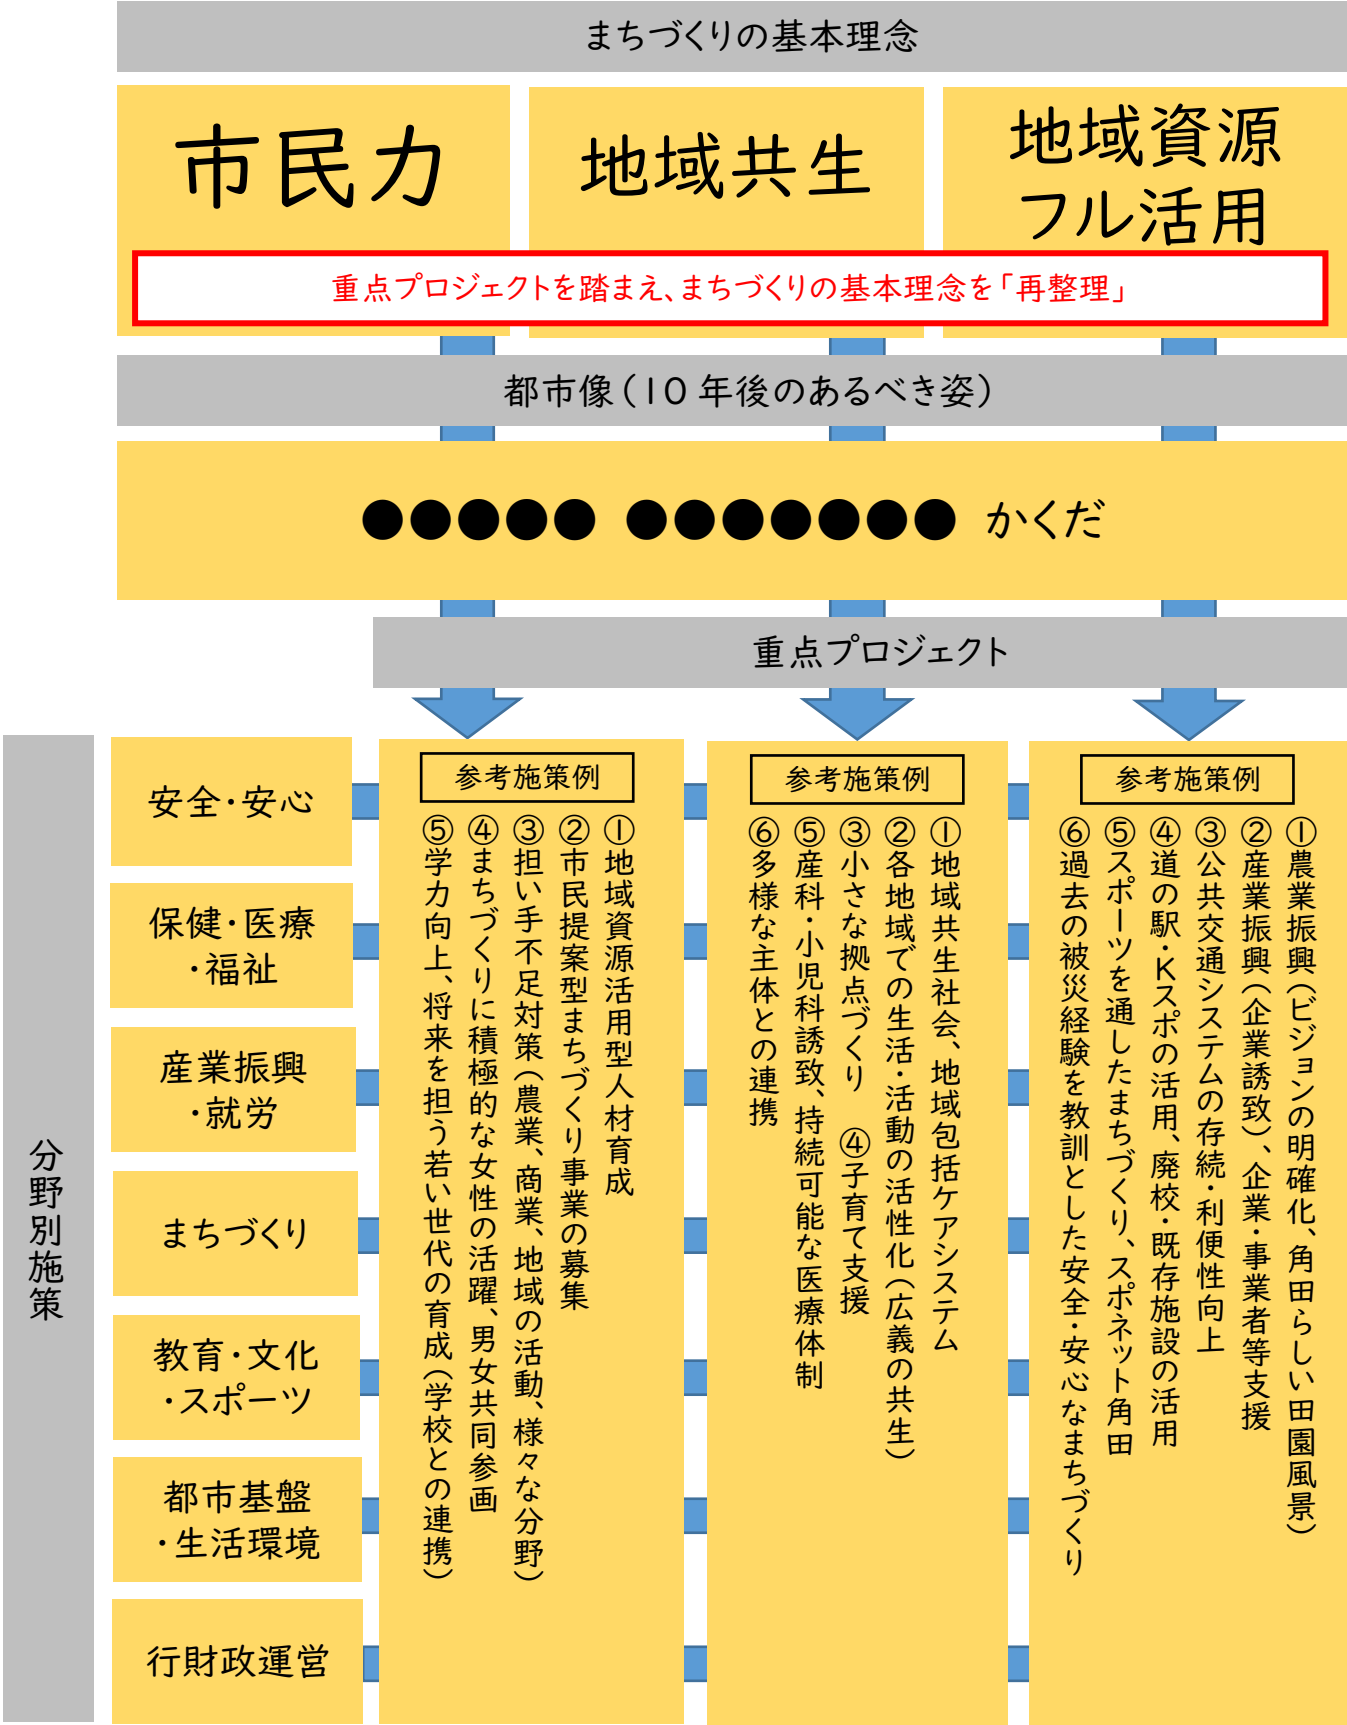 まちづくりの基本理念
市民力
地域共生
地域資源
フル活用
重点プロジェクトを踏まえ、まちづくりの基本理念を「再整理」
都市像(10年後のあるべき姿)
●●●●● ●●●●●●● かくだ
重点プロジェクト
分野別施策
安全・安心
保健・医療
・福祉
産業振興
・就労
まちづくり
教育・文化
・スポーツ
都市基盤
・生活環境
行財政運営
参考施策例
①地域資源活用型人材育成
②市民提案型まちづくり事業の募集
③担い手不足対策(農業、商業、地域の活動、様々な分野)
④まちづくりに積極的な女性の活躍、男女共同参画
⑤学力向上、将来を担う若い世代の育成(学校との連携)
参考施策例
①地域共生社会、地域包括ケアシステム
②各地域での生活・活動の活性化(広義の共生)
③小さな拠点づくり ④子育て支援
⑤産科・小児科誘致、持続可能な医療体制
⑥多様な主体との連携
参考施策例
①農業振興(ビジョンの明確化、角田らしい田園風景)
②産業振興(企業誘致)、企業・事業者等支援
③公共交通システムの存続・利便性向上
④道の駅・Kスポの活用、廃校・既存施設の活用
⑤スポーツを通したまちづくり、スポネット角田
⑥過去の被災経験を教訓とした安全・安心なまちづくり